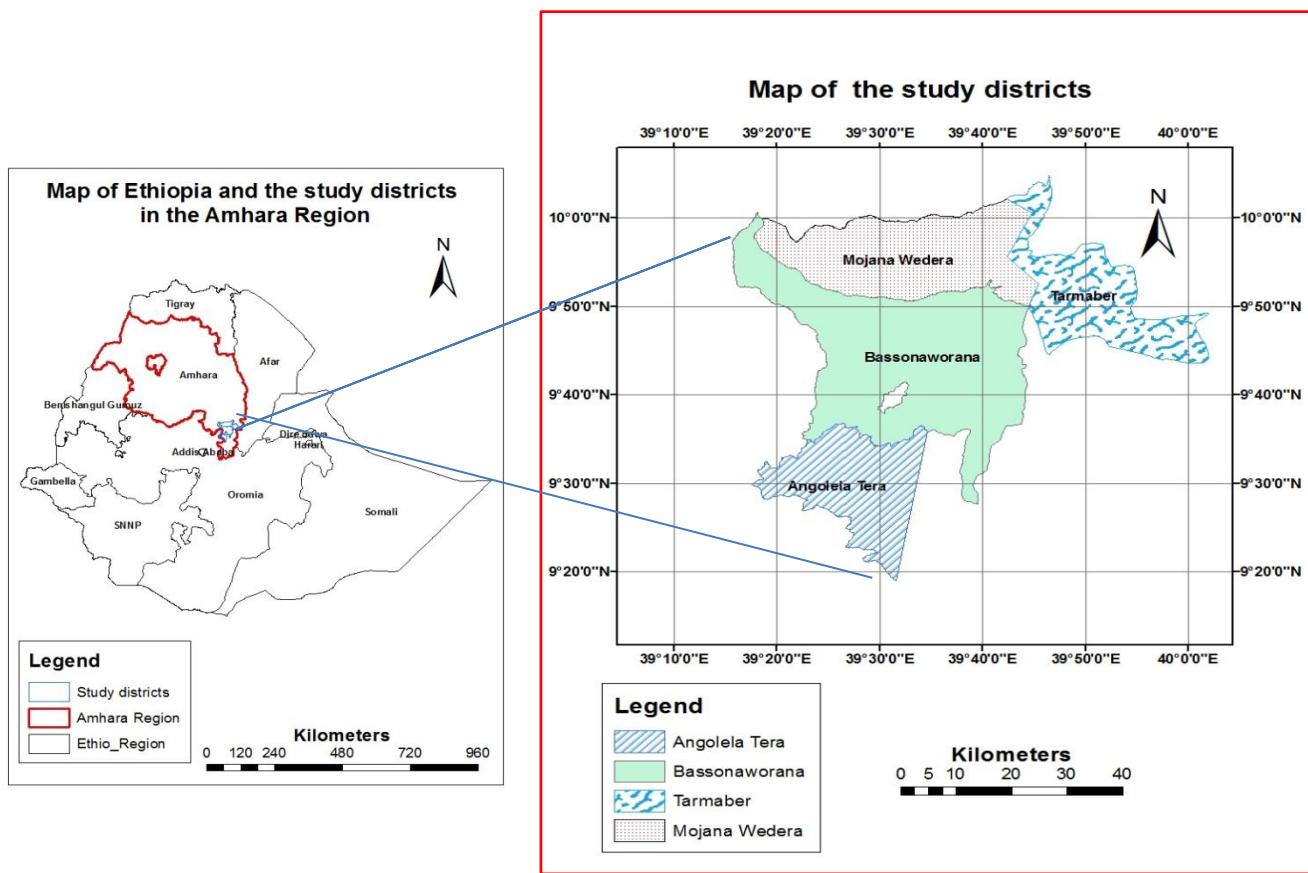 Map of Ethiopia and the study districts
in the Amhara Region
N
Tigray
Afar
Amhara
Benishangul Gumuz
Dire dawa
Harari
Addis Ababa
Gambella
Oromia
Somali
SNNP
Legend
Study districts
Amhara Region
Ethio_Region
Kilometers
0 120 240 480 720 960
Map of the study districts
39°10'0"E 39°20'0"E 39°30'0"E 39°40'0"E 39°50'0"E 40°0'0"E
N
10°0'0"N 10°0'0"N
Mojana Wedera
Tarmaber
9°50'0"N 9°50'0"N
Bassonaworana
9°40'0"N 9°40'0"N
9°30'0"N Angolela Tera 9°30'0"N
9°20'0"N 9°20'0"N
39°10'0"E 39°20'0"E 39°30'0"E 39°40'0"E 39°50'0"E 40°0'0"E
Legend
Angolela Tera
Bassonaworana
Tarmaber
Mojana Wedera
Kilometers
0 5 10 20 30 40